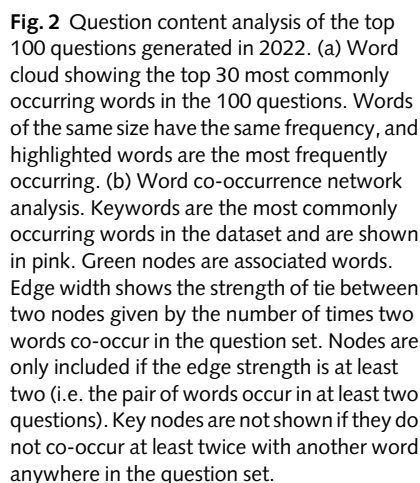 Fig. 2 Question content analysis of the top
100 questions generated in 2022. (a) Word
cloud showing the top 30 most commonly
occurring words in the 100 questions. Words
of the same size have the same frequency, and
highlighted words are the most frequently
occurring. (b) Word co-occurrence network
analysis. Keywords are the most commonly
occurring words in the dataset and are shown
in pink. Green nodes are associated words.
Edge width shows the strength of tie between
two nodes given by the number of times two
words co-occur in the question set. Nodes are
only included if the edge strength is at least
two (i.e. the pair of words occur in at least two
questions). Key nodes are not shown if they do
not co-occur at least twice with another word
anywhere in the question set.